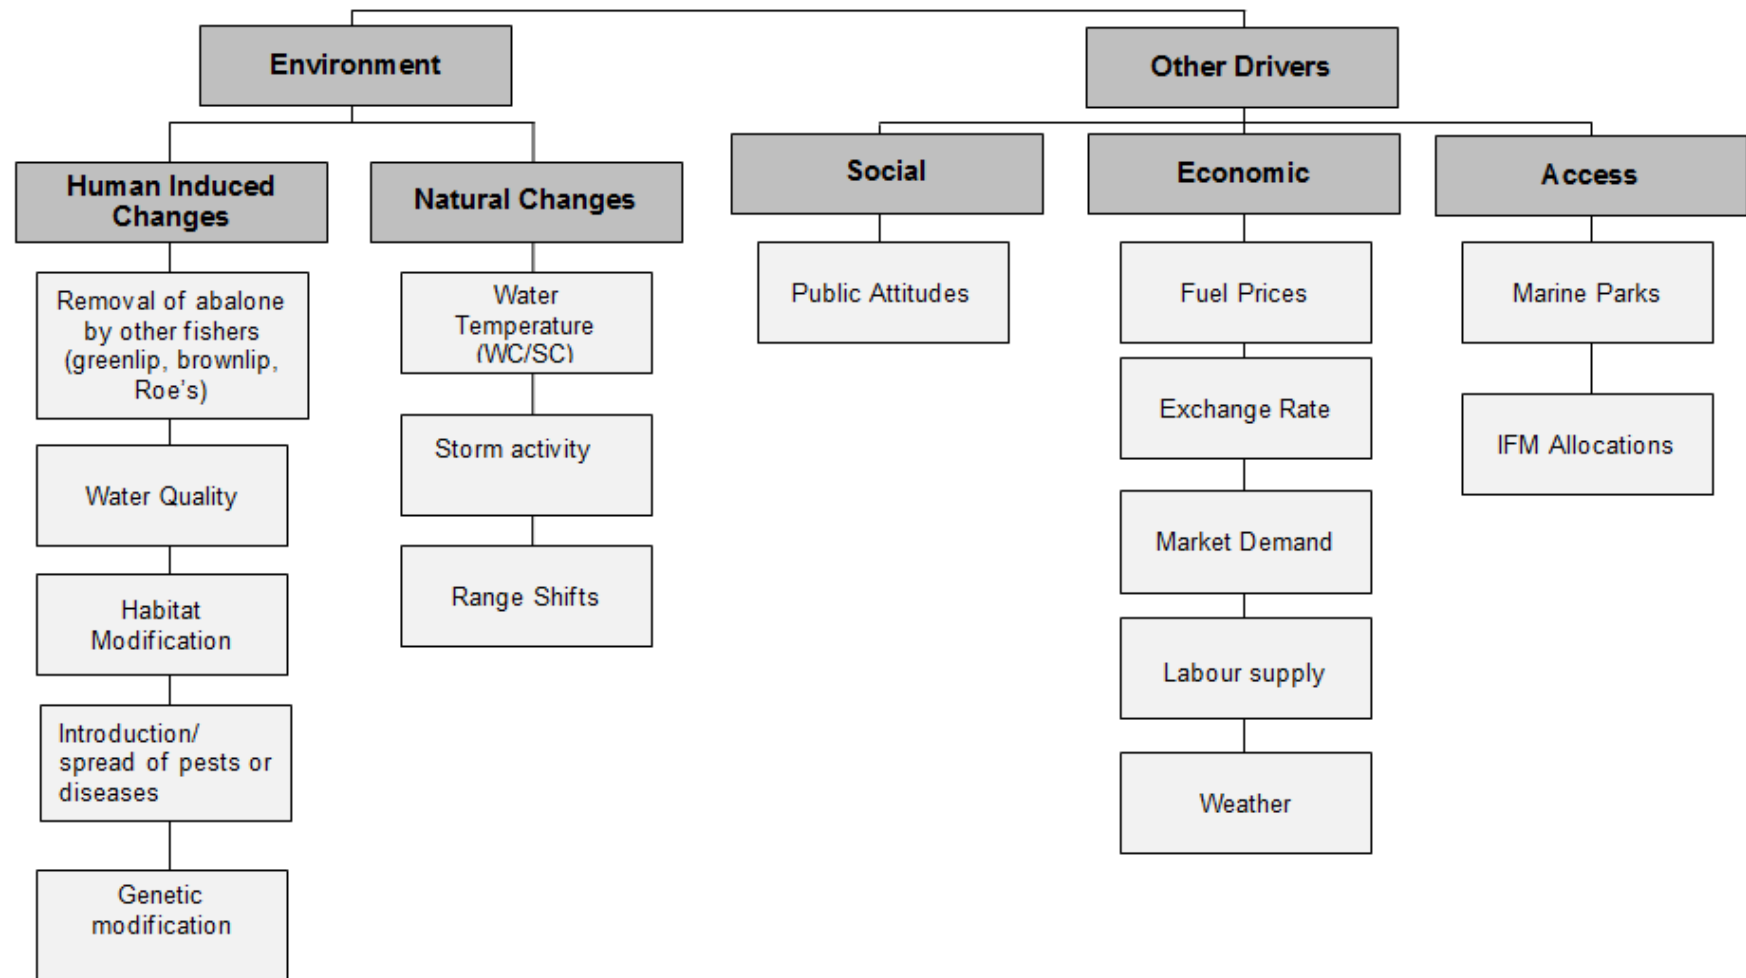 Environment
Other Drivers
Human Induced
Changes
Natural Changes
Social
Economic
Access
Removal of abalone
by other fishers
(greenlip, brownlip,
Roe's)
Water Quality
Habitat
Modification
Introduction/
spread of pests or
diseases
Genetic
modification
Water
Temperature
(WC/SC)
Storm activity
Range Shifts
Public Attitudes
Fuel Prices
Exchange Rate
Market Demand
Labour supply
Weather
Marine Parks
IFM Allocations